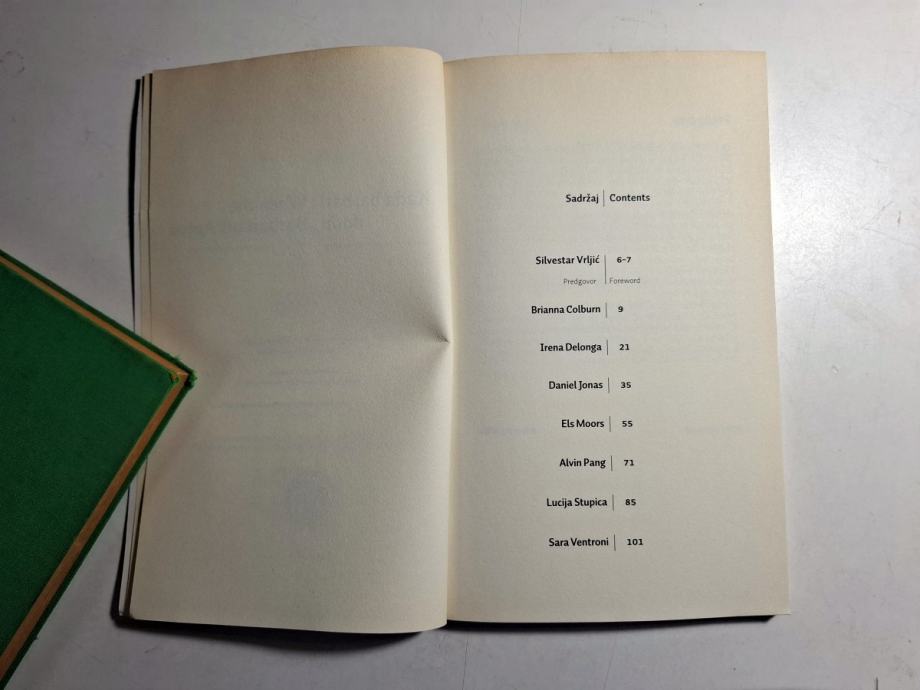 Sadržaj | Contents
Silvestar Vrljić | 6-7
Predgovor | Foreword
Brianna Colburn | 9
Irena Delonga | 21
Daniel Jonas | 35
Els Moors | 55
Alvin Pang | 71
Lucija Stupica | 85
Sara Ventroni | 101